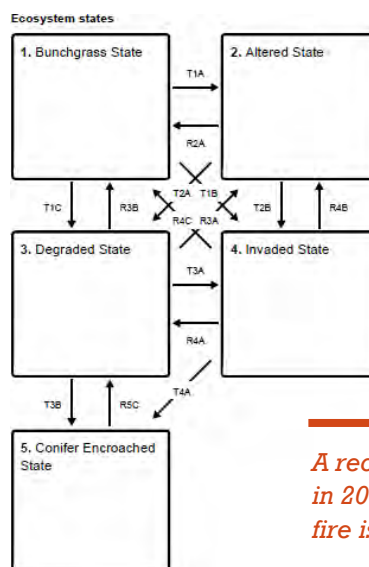 Ecosystem states
1. Bunchgrass State
2. Altered State
T1A
R2A
T2A
T1B
T1C
R3B
R4C
R3A
T2B
R4B
3. Degraded State
4. Invaded State
T3A
R4A
T4A
T3B
R5C
5. Conifer Encroached
State
A rec
in 20
fire is